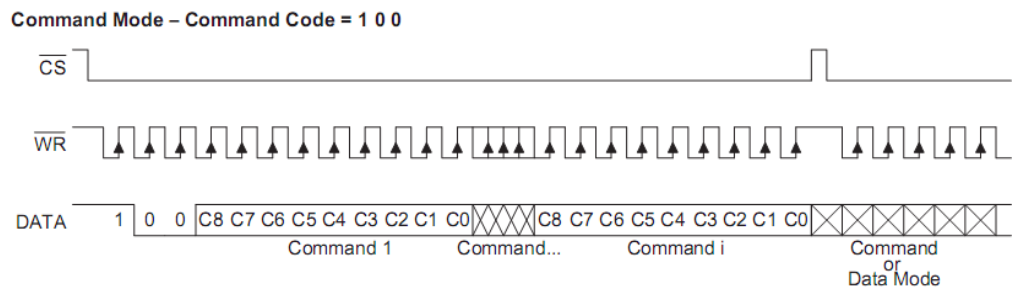 Command Mode – Command Code = 1 0 0
CS
WR
DATA 1 0 0 C8 C7 C6 C5 C4 C3 C2 C1 C0 C8 C7 C6 C5 C4 C3 C2 C1 C0
Command 1 Command... Command i Command
or
Data Mode